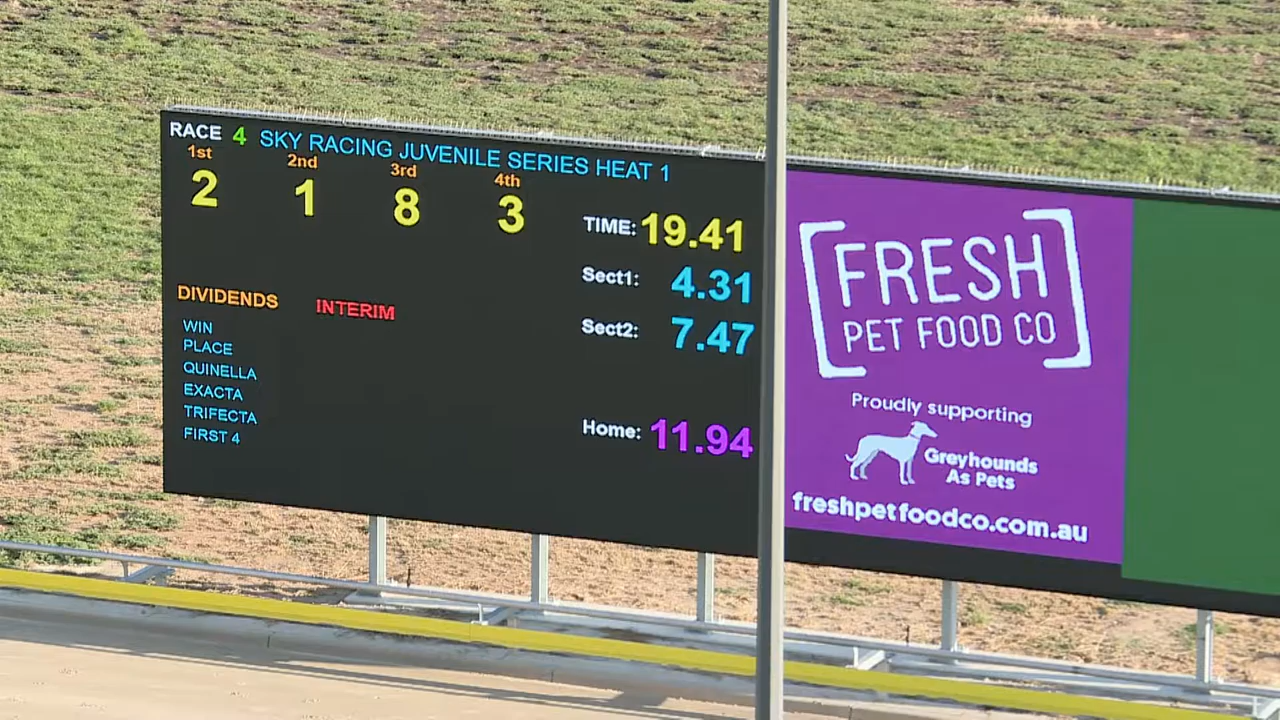 RACE 4 SKY RACING JUVENILE SERIES HEAT 1
1st 2nd 3rd 4th
2 1 8 3
TIME: 19.41
Sect1: 4.31
Sect2: 7.47
Home: 11.94
DIVIDENDS INTERIM
WIN
PLACE
QUINELLA
EXACTA
TRIFECTA
FIRST 4
FRESH
PET FOOD CO
Proudly supporting
Greyhounds
As Pets
freshpetfoodco.com.au